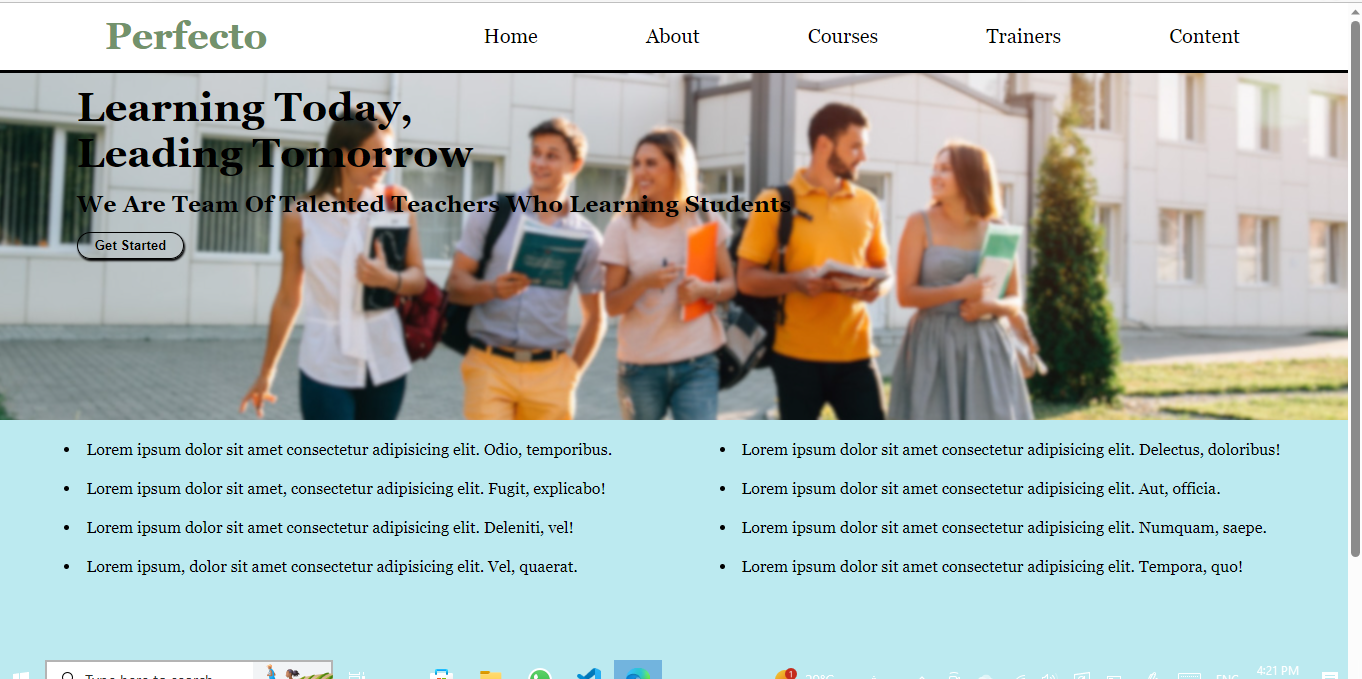 Perfecto
Home
About
Courses
Trainers
Content
Learning Today,
Leading Tomorrow
We Are Team Of Talented Teachers Who Learning Students
Get Started
• Lorem ipsum dolor sit amet consectetur adipisicing elit. Odio, temporibus.
• Lorem ipsum dolor sit amet, consectetur adipisicing elit. Fugit, explicabo!
• Lorem ipsum dolor sit amet consectetur adipisicing elit. Deleniti, vel!
• Lorem ipsum, dolor sit amet consectetur adipisicing elit. Vel, quaerat.
• Lorem ipsum dolor sit amet consectetur adipisicing elit. Delectus, doloribus!
• Lorem ipsum dolor sit amet consectetur adipisicing elit. Aut, officia.
• Lorem ipsum dolor sit amet consectetur adipisicing elit. Numquam, saepe.
• Lorem ipsum dolor sit amet consectetur adipisicing elit. Tempora, quo!
Type here to search
1
ENG
4:21 PM